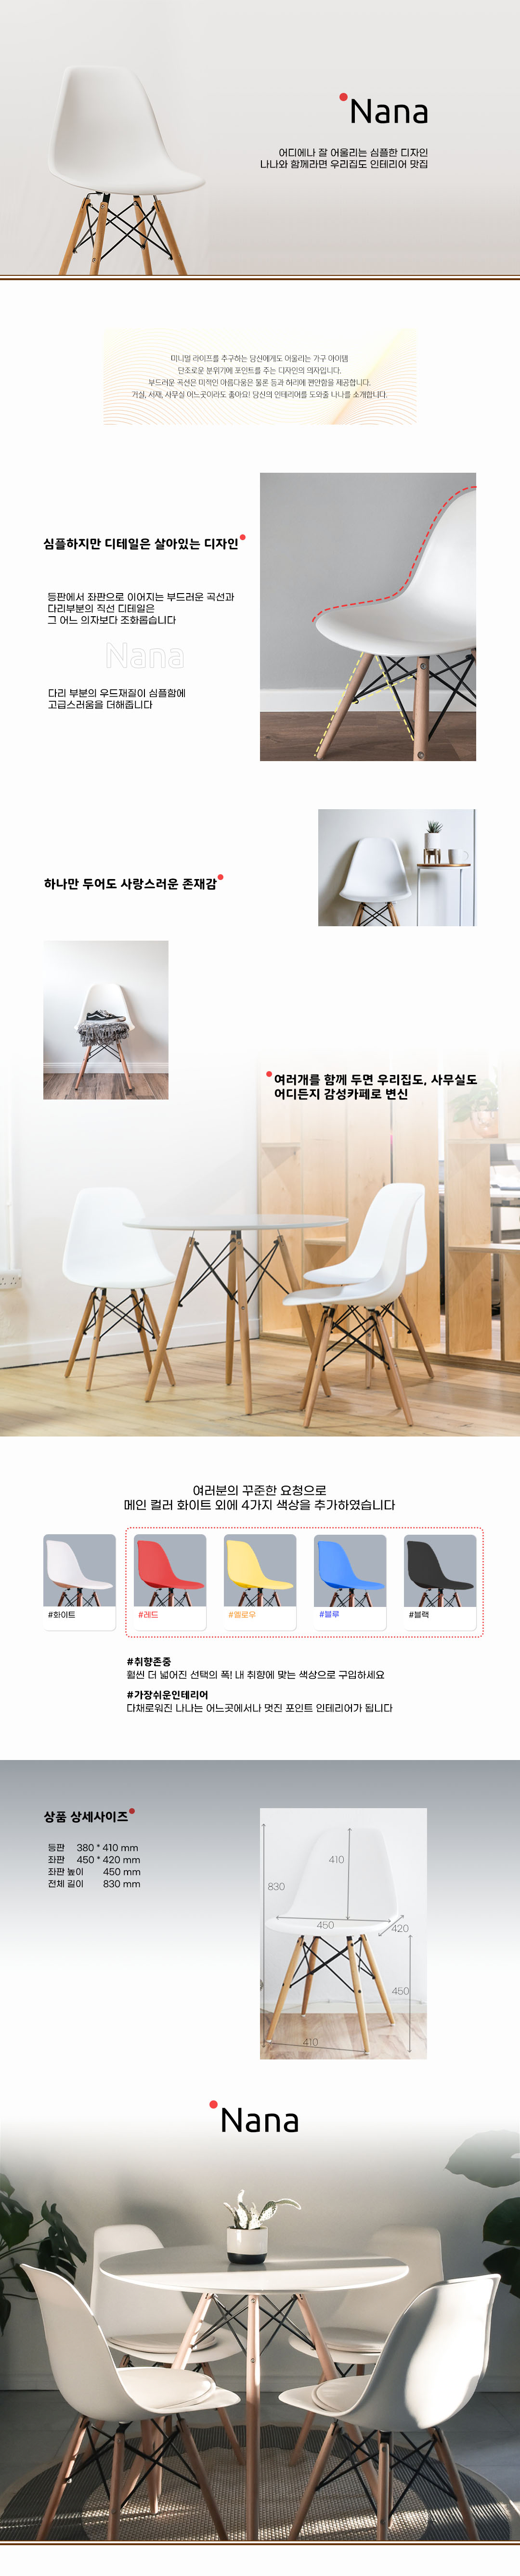 Nana
어디에나 잘 어울리는 심플한 디자인
나나와 함께라면 우리집도 인테리어 맛집
미니멀 라이프를 추구하는 당신에게도 어울리는 가구 아이템
단조로운 분위기에 포인트를 주는 디자인의 의자입니다.
부드러운 곡선은 미적인 아름다움은 물론 등과 허리에 편안함을 제공합니다.
거실, 서재, 사무실 어느곳이라도 좋아요! 당신의 인테리어를 도와줄 나나를 소개합니다.
심플하지만 디테일은 살아있는 디자인
등판에서 좌판으로 이어지는 부드러운 곡선과
다리부분의 직선 디테일은
그 어느 의자보다 조화롭습니다
Nana
다리 부분의 우드재질이 심플함에
고급스러움을 더해줍니다
하나만 두어도 사랑스러운 존재감
여러개를 함께 두면 우리집도, 사무실도
어디든지 감성카페로 변신
여러분의 꾸준한 요청으로
메인 컬러 화이트 외에 4가지 색상을 추가하였습니다
#화이트
#레드
#옐로우
#블루
#블랙
#취향존중
훨씬 더 넓어진 선택의 폭! 내 취향에 맞는 색상으로 구입하세요
#가장쉬운인테리어
다채로워진 나나는 어느곳에서나 멋진 포인트 인테리어가 됩니다
상품 상세사이즈
등판 380 * 410 mm
좌판 450 * 420 mm
좌판 높이 450 mm
전체 길이 830 mm
410
830
450
420
450
410
Nana